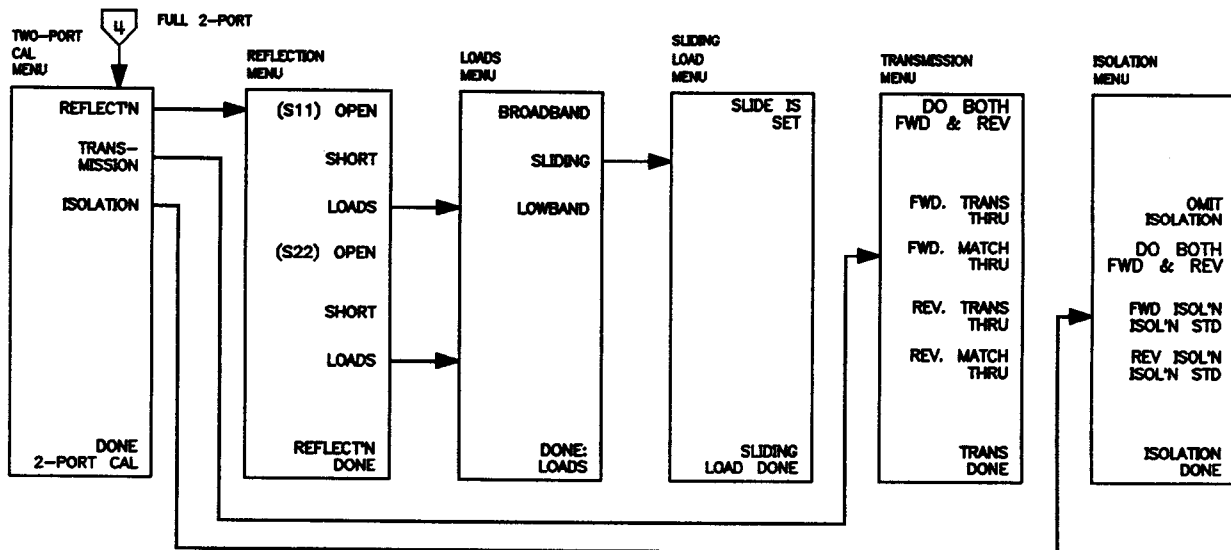 4
FULL 2-PORT
TWO-PORT
CAL
MENU
REFLECT'N
TRANS-
MISSION
ISOLATION
DONE
2-PORT CAL
REFLECTION
MENU
(S11) OPEN
SHORT
LOADS
(S22) OPEN
SHORT
LOADS
REFLECT'N
DONE
LOADS
MENU
BROADBAND
SLIDING
LOWBAND
DONE:
LOADS
SLIDING
LOAD
MENU
SLIDE IS
SET
SLIDING
LOAD DONE
TRANSMISSION
MENU
DO BOTH
FWD & REV
FWD. TRANS
THRU
FWD. MATCH
THRU
REV. TRANS
THRU
REV. MATCH
THRU
TRANS
DONE
ISOLATION
MENU
OMIT
ISOLATION
DO BOTH
FWD & REV
FWD ISOL'N
ISOL'N STD
REV ISOL'N
ISOL'N STD
ISOLATION
DONE